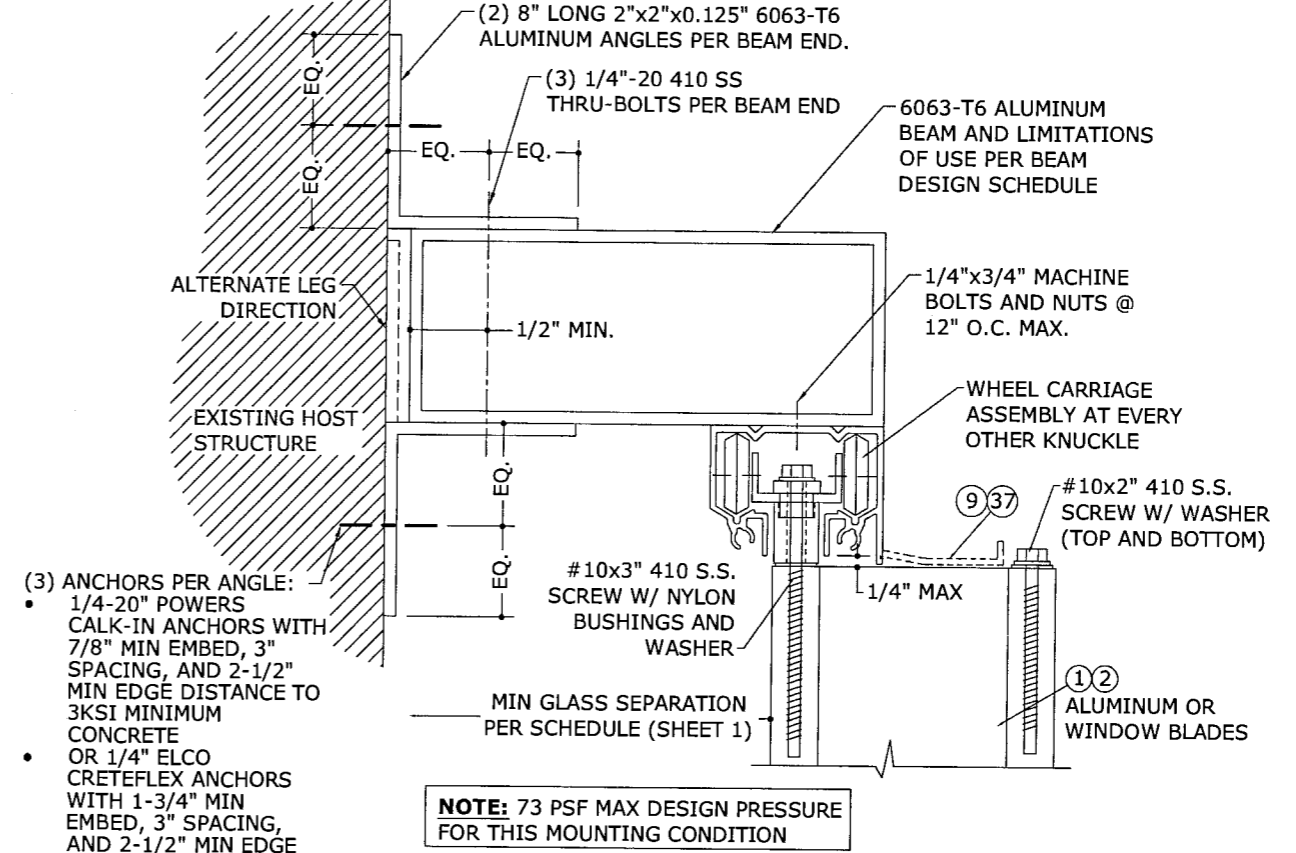 (2) 8" LONG 2"x2"x0.125" 6063-T6
ALUMINUM ANGLES PER BEAM END.
(3) 1/4"-20 410 SS
THRU-BOLTS PER BEAM END
6063-T6 ALUMINUM
BEAM AND LIMITATIONS
OF USE PER BEAM
DESIGN SCHEDULE
EQ.
EQ.
EQ.
EQ.
ALTERNATE LEG
DIRECTION
1/2" MIN.
1/4"x3/4" MACHINE
BOLTS AND NUTS @
12" O.C. MAX.
WHEEL CARRIAGE
ASSEMBLY AT EVERY
OTHER KNUCKLE
EXISTING HOST
STRUCTURE
EQ.
EQ.
9 37
#10x2" 410 S.S.
SCREW W/ WASHER
(TOP AND BOTTOM)
1/4" MAX
#10x3" 410 S.S.
SCREW W/ NYLON
BUSHINGS AND
WASHER
(3) ANCHORS PER ANGLE:
• 1/4-20" POWERS
CALK-IN ANCHORS WITH
7/8" MIN EMBED, 3"
SPACING, AND 2-1/2"
MIN EDGE DISTANCE TO
3KSI MINIMUM
CONCRETE
• OR 1/4" ELCO
CRETEFLEX ANCHORS
WITH 1-3/4" MIN
EMBED, 3" SPACING,
AND 2-1/2" MIN EDGE
MIN GLASS SEPARATION
PER SCHEDULE (SHEET 1)
1 2
ALUMINUM OR
WINDOW BLADES
NOTE: 73 PSF MAX DESIGN PRESSURE
FOR THIS MOUNTING CONDITION